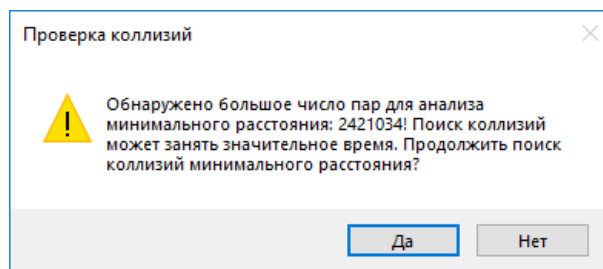 Проверка коллизий
Обнаружено большое число пар для анализа
минимального расстояния: 2421034! Поиск коллизий
может занять значительное время. Продолжить поиск
коллизий минимального расстояния?
Да
Нет